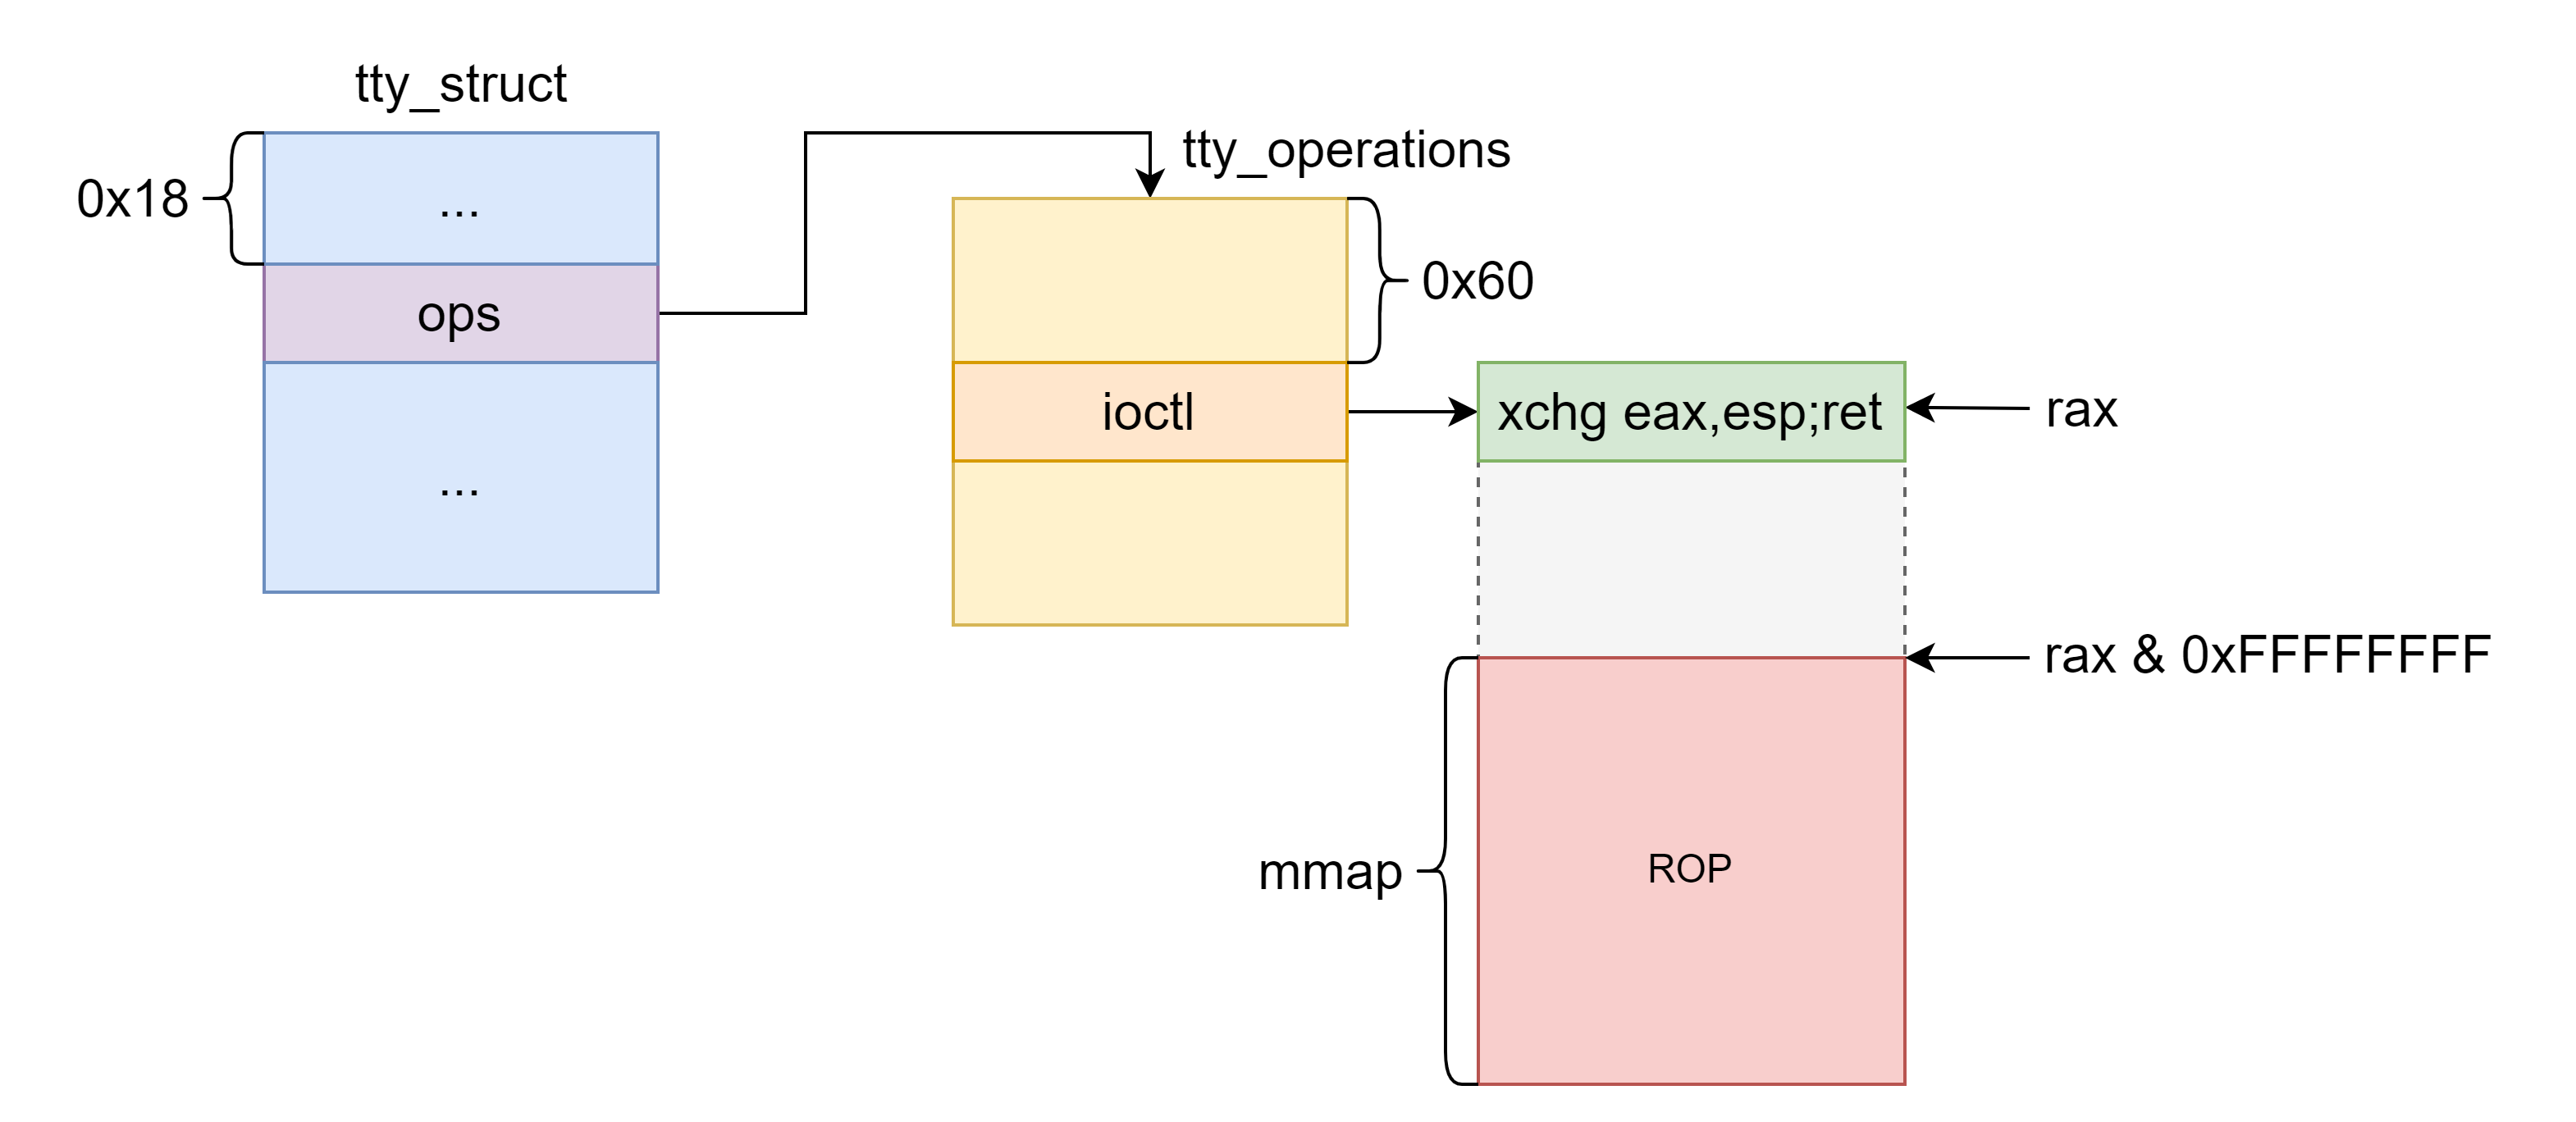 tty_struct
0x18
...
ops
...
tty_operations
0x60
ioctl
xchg eax,esp;ret
rax
rax & 0xFFFFFFFF
mmap
ROP